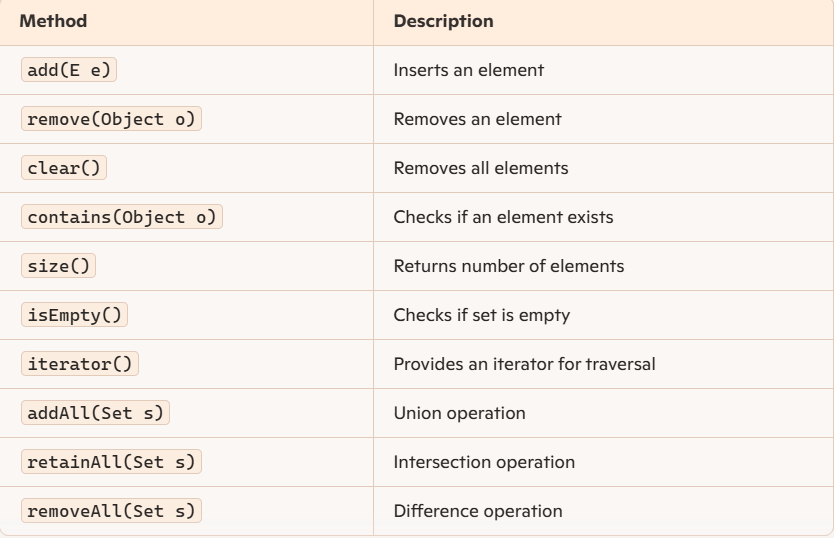 Method Description
add(E e) Inserts an element
remove(Object o) Removes an element
clear() Removes all elements
contains(Object o) Checks if an element exists
size() Returns number of elements
isEmpty() Checks if set is empty
iterator() Provides an iterator for traversal
addAll(Set s) Union operation
retainAll(Set s) Intersection operation
removeAll(Set s) Difference operation